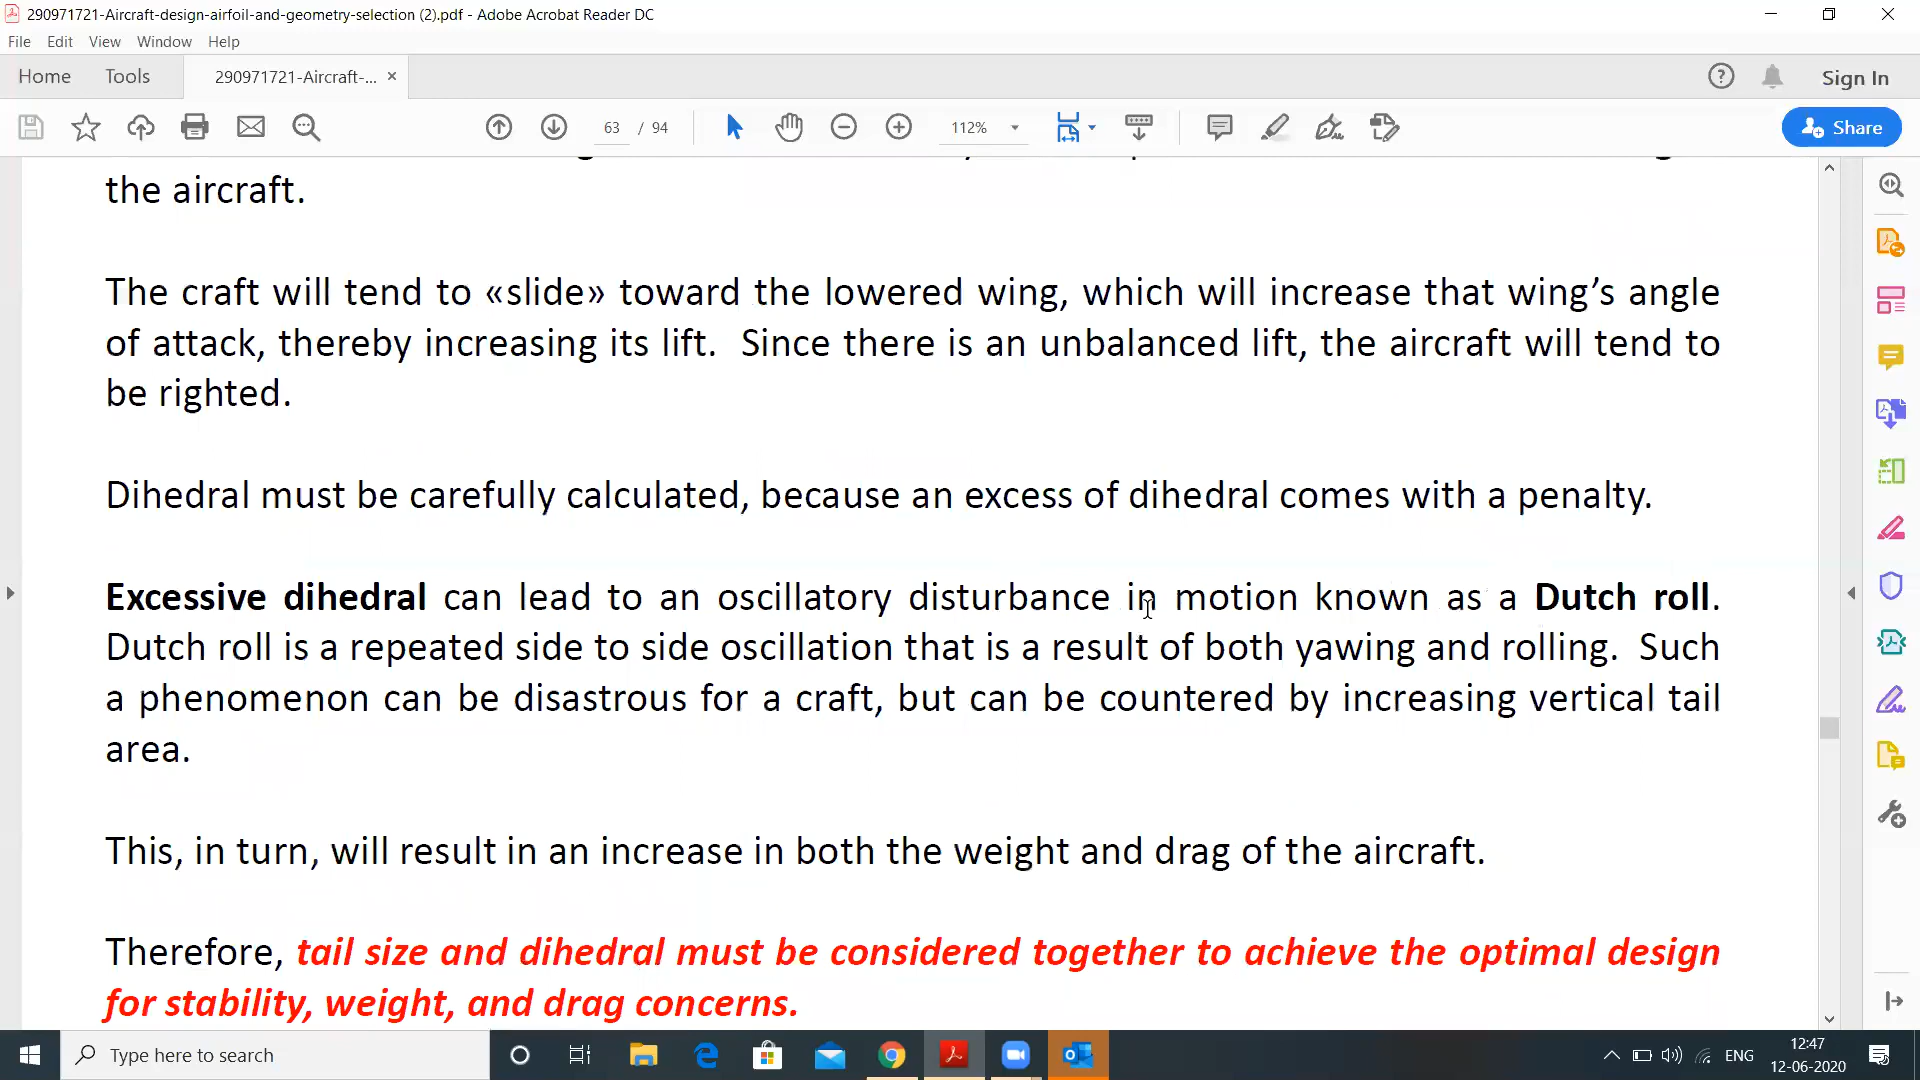 290971721-Aircraft-design-airfoil-and-geometry-selection (2).pdf - Adobe Acrobat Reader DC
File Edit View Window Help
Home Tools 290971721-Aircraft-... × Sign In
63 / 94 112% Share
the aircraft.
The craft will tend to «slide» toward the lowered wing, which will increase that wing’s angle
of attack, thereby increasing its lift. Since there is an unbalanced lift, the aircraft will tend to
be righted.
Dihedral must be carefully calculated, because an excess of dihedral comes with a penalty.
Excessive dihedral can lead to an oscillatory disturbance in motion known as a Dutch roll.
Dutch roll is a repeated side to side oscillation that is a result of both yawing and rolling. Such
a phenomenon can be disastrous for a craft, but can be countered by increasing vertical tail
area.
This, in turn, will result in an increase in both the weight and drag of the aircraft.
Therefore, tail size and dihedral must be considered together to achieve the optimal design
for stability, weight, and drag concerns.
Type here to search
ENG
12:47
12-06-2020